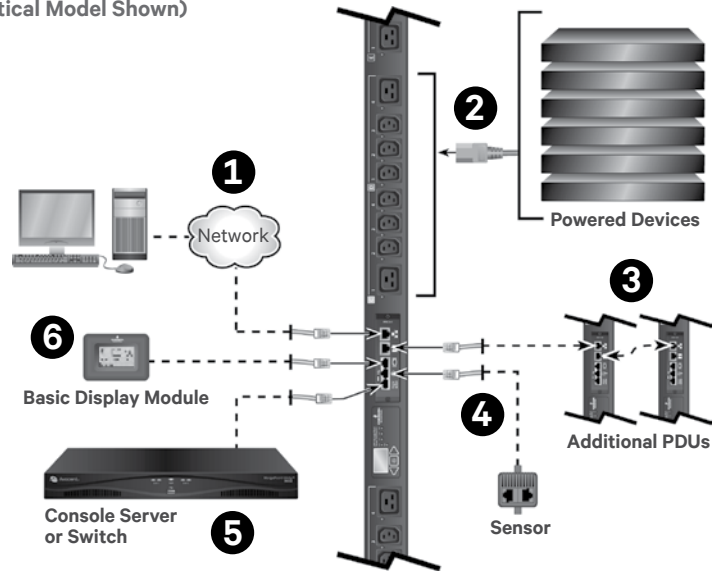 tical Model Shown)
1
2
Network
Powered Devices
3
6
Basic Display Module
4
Additional PDUs
Console Server
or Switch
5
Sensor